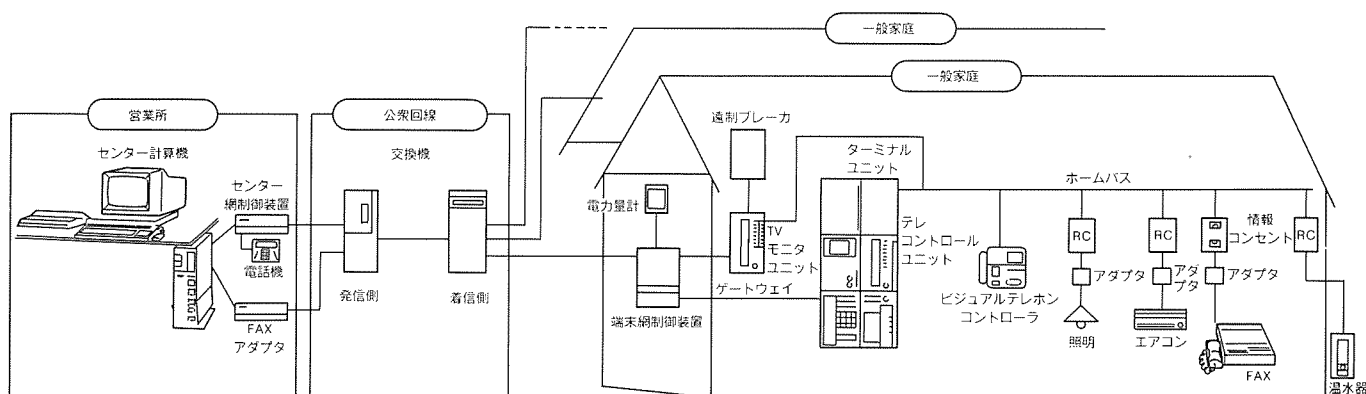 一般家庭
一般家庭
営業所
公衆回線
センター計算機
センター
網制御装置
電話機
FAX
アダプタ
交換機
発信側
着信側
電力量計
遠制ブレーカ
端末網制御装置
TV
モニタ
ユニット
ゲートウェイ
ターミナル
ユニット
テレ
コントロール
ユニット
ホームバス
ビジュアルテレホン
コントローラ
RC
アダプタ
照明
RC
アダ
プタ
エアコン
情報
コンセント
アダプタ
FAX
RC
温水器